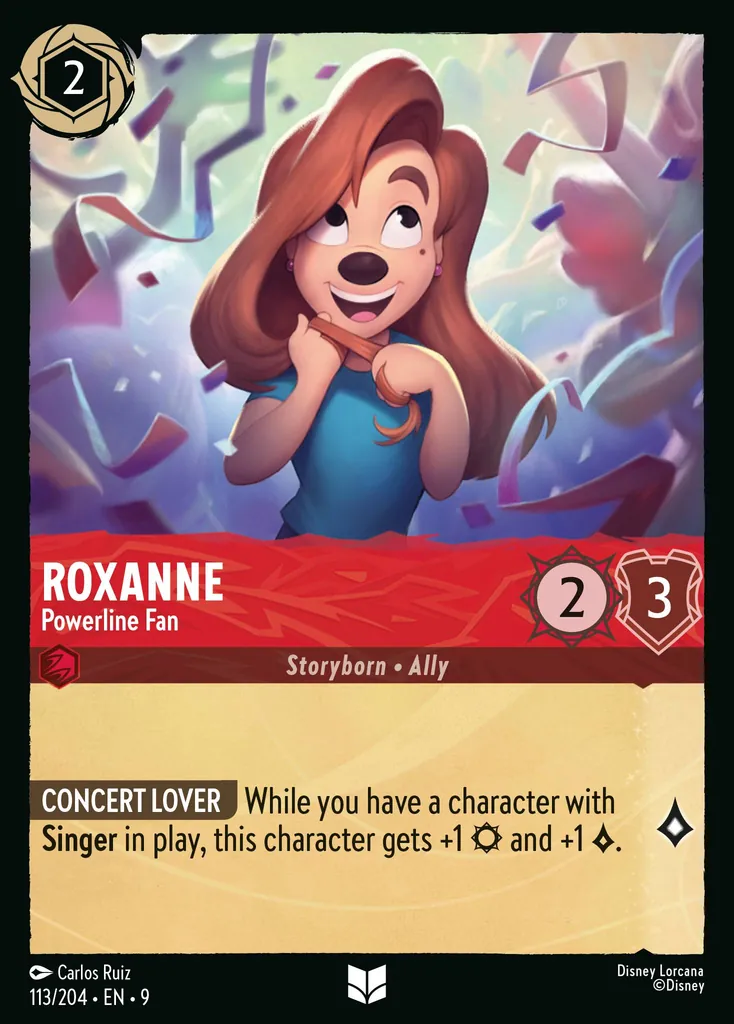 2
ROXANNE
Powerline Fan
2
3
Storyborn • Ally
CONCERT LOVER While you have a character with
Singer in play, this character gets +1 and +1 .
Carlos Ruiz
113/204 • EN • 9
Disney Lorcana
©Disney